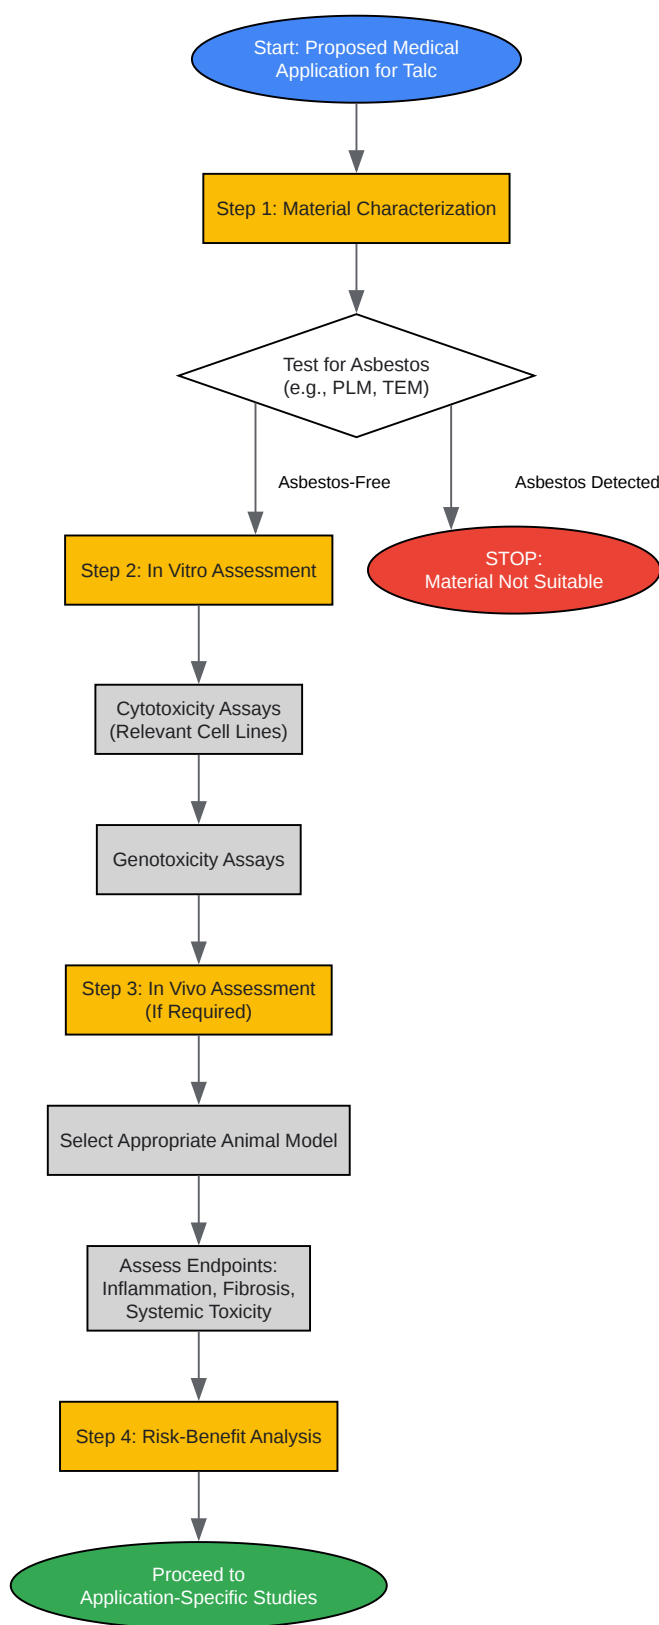 Start: Proposed Medical
Application for Talc
Step 1: Material Characterization
Test for Asbestos
(e.g., PLM, TEM)
Asbestos-Free
Asbestos Detected
Step 2: In Vitro Assessment
STOP:
Material Not Suitable
Cytotoxicity Assays
(Relevant Cell Lines)
Genotoxicity Assays
Step 3: In Vivo Assessment
(If Required)
Select Appropriate Animal Model
Assess Endpoints:
Inflammation, Fibrosis,
Systemic Toxicity
Step 4: Risk-Benefit Analysis
Proceed to
Application-Specific Studies